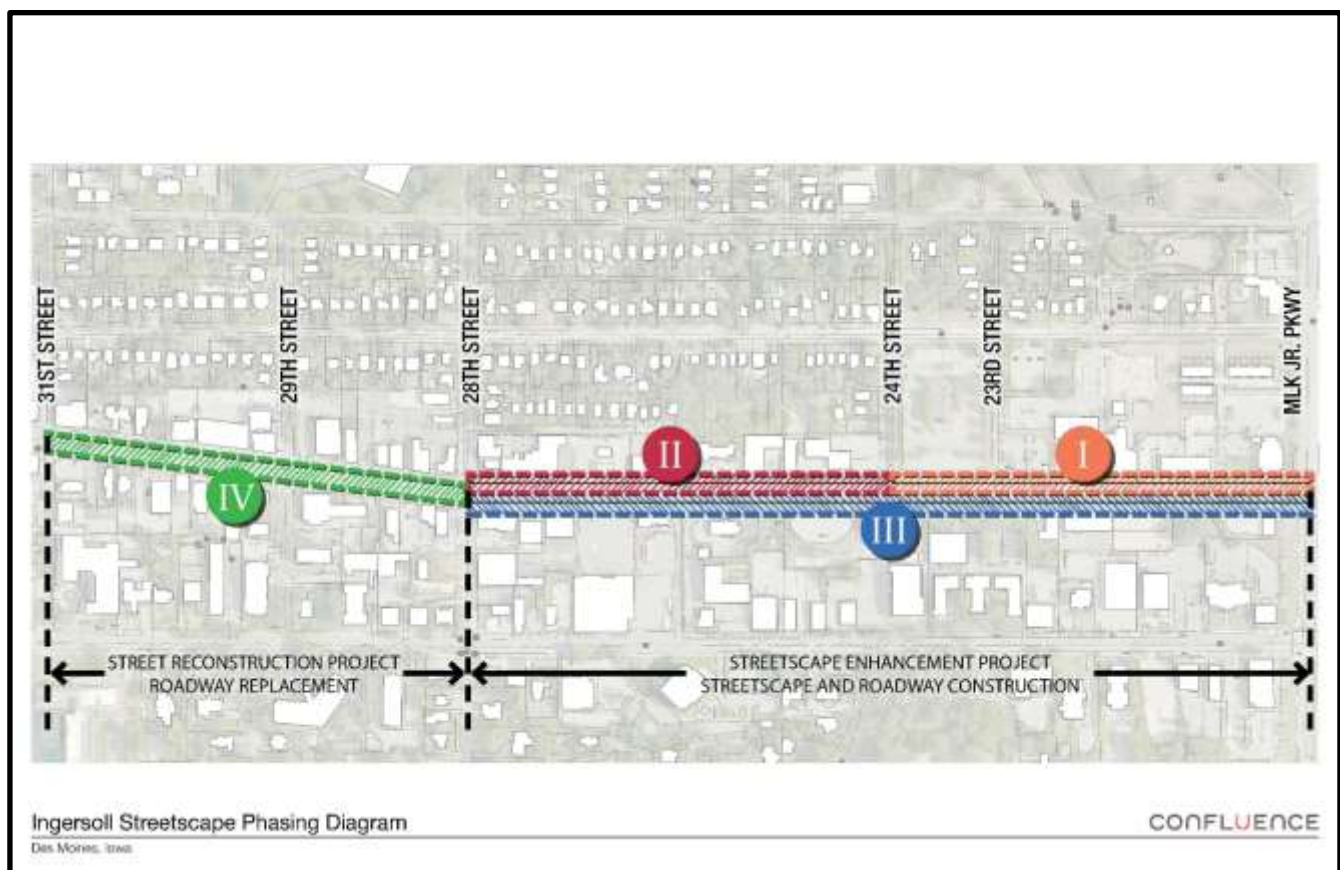 31ST STREET
29TH STREET
28TH STREET
24TH STREET
23RD STREET
MLK JR. PKWY
II
I
IV
III
STREET RECONSTRUCTION PROJECT
ROADWAY REPLACEMENT
STREETSCAPE ENHANCEMENT PROJECT
STREETSCAPE AND ROADWAY CONSTRUCTION
Ingersoll Streetscape Phasing Diagram
CONFLUENCE
Des Moines, Iowa